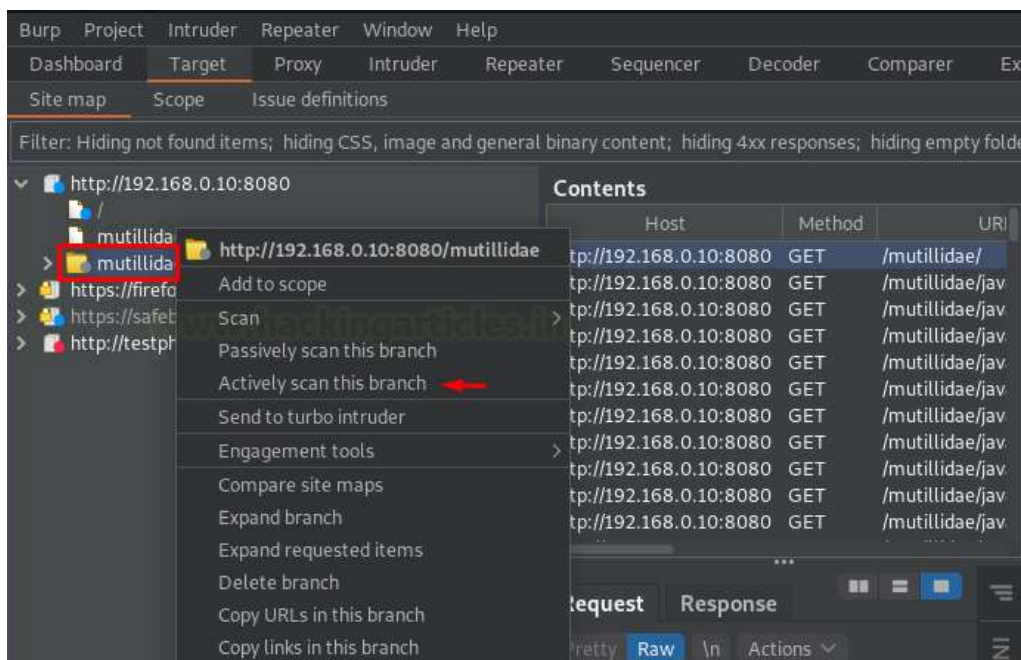 Burp Project Intruder Repeater Window Help
Dashboard Target Proxy Intruder Repeater Sequencer Decoder Comparer Ex
Site map Scope Issue definitions
Filter: Hiding not found items; hiding CSS, image and general binary content; hiding 4xx responses; hiding empty folde
http://192.168.0.10:8080
/
mutillida
mutillida
https://firefo
https://safeb
http://testph
http://192.168.0.10:8080/mutillidae
Add to scope
Scan
Passively scan this branch
Actively scan this branch
Send to turbo intruder
Engagement tools
Compare site maps
Expand branch
Expand requested items
Delete branch
Copy URLs in this branch
Copy links in this branch
Contents
Host Method URI
tp://192.168.0.10:8080 GET /mutillidae/
tp://192.168.0.10:8080 GET /mutillidae/jav
tp://192.168.0.10:8080 GET /mutillidae/jav
tp://192.168.0.10:8080 GET /mutillidae/jav
tp://192.168.0.10:8080 GET /mutillidae/jav
tp://192.168.0.10:8080 GET /mutillidae/jav
tp://192.168.0.10:8080 GET /mutillidae/jav
tp://192.168.0.10:8080 GET /mutillidae/jav
tp://192.168.0.10:8080 GET /mutillidae/jav
tp://192.168.0.10:8080 GET /mutillidae/jav
tp://192.168.0.10:8080 GET /mutillidae/jav
Request Response
Pretty Raw \n Actions